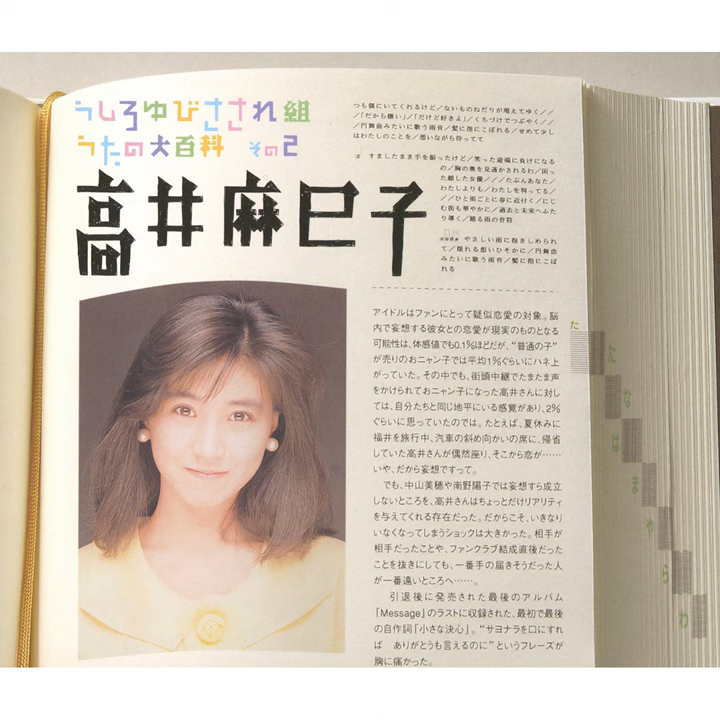 うしろゆびさされ組
うたの大百科 その2
高井麻巳子
つも傍にいてくれるけど／ないものねだりが増えてゆく／／
／「だから嫌い」／「だけど好きよ」／くちづけでつぶやく／／
／円舞曲みたいに歌う雨音／髪に指にこぼれる／せめて少し
はわたしのことを／想いながら待ってて
すましたまま手を振ったけど／笑った途端に負けになる
の／胸の奥を見透かされるわ／困っ
た顔した女優／／／たぶんあなた／
わたしよりも／わたしを判ってる／
／／ひと雨ごとに春に近付く／にじ
む街も華やかに／過去と未来へふた
り導く／贈る雨の音符
やさしい雨に抱きしめられ
て／揺れる想いひそかに／円舞曲
みたいに歌う雨音／髪に指にこぼ
れる
アイドルはファンにとって疑似恋愛の対象。脳
内で妄想する彼女との恋愛が現実のものとなる
可能性は、体感値でも0.1%ほどだが、“普通の子”
が売りのおニャン子では平均1%ぐらいにハネ上
がっていた。その中でも、街頭中継でたまたま声
をかけられておニャン子になった高井さんに対し
ては、自分たちと同じ地平にいる感覚があり、2%
ぐらいに思っていたのでは。たとえば、夏休みに
福井を旅行中、汽車の斜め向かいの席に、帰省
していた高井さんが偶然座り、そこから恋が……
いや、だから妄想ですって。
でも、中山美穂や南野陽子では妄想すら成立
しないところを、高井さんはちょっとだけリアリティ
を与えてくれる存在だった。だからこそ、いきなり
いなくなってしまうショックは大きかった。相手が
相手だったことや、ファンクラブ結成直後だった
ことを抜きにしても、一番手の届きそうだった人
が一番遠いところへ……。
引退後に発売された最後のアルバム
「Message」のラストに収録された、最初で最後
の自作詞「小さな決心」。“サヨナラを口にすれ
ば ありがとうも言えるのに”というフレーズが
胸に痛かった。
た
た
な
は
ま
や
ら
わ